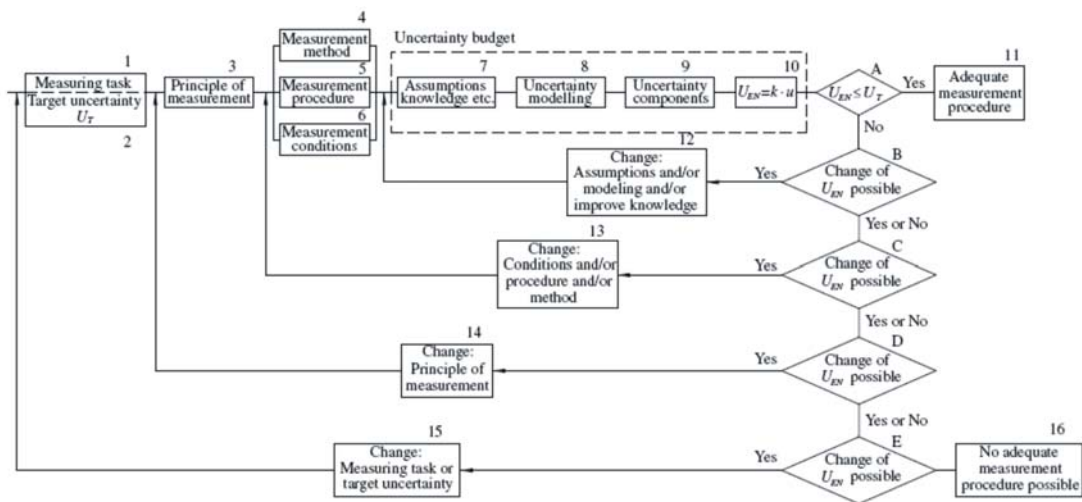 4
Measurement
method
Uncertainty budget
1
Measuring task
Target uncertainty
U_T
2
3
Principle of
measurement
5
Measurement
procedure
6
Measurement
conditions
7
Assumptions
knowledge etc.
8
Uncertainty
modelling
9
Uncertainty
components
10
U_EN=k·u
A
U_EN≤U_T
Yes
11
Adequate
measurement
procedure
No
12
Change:
Assumptions and/or
modeling and/or
improve knowledge
Yes
B
Change of
U_EN possible
Yes or No
13
Change:
Conditions and/or
procedure and/or
method
Yes
C
Change of
U_EN possible
Yes or No
14
Change:
Principle of
measurement
Yes
D
Change of
U_EN possible
Yes or No
15
Change:
Measuring task or
target uncertainty
Yes
E
Change of
U_EN possible
16
No adequate
measurement
procedure possible